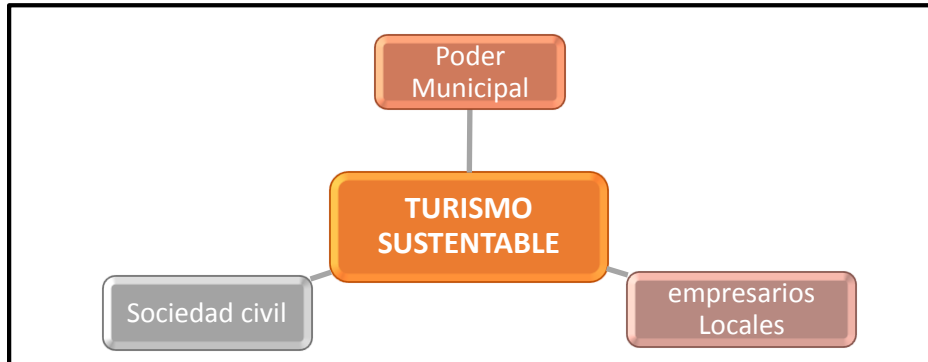 Poder
Municipal
TURISMO
SUSTENTABLE
Sociedad civil
empresarios
Locales